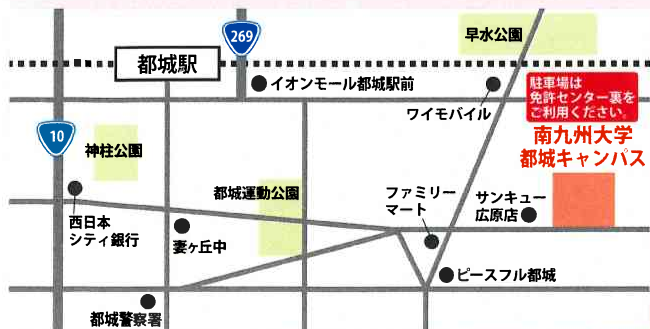 269
早水公園
都城駅
イオンモール都城駅前
駐車場は
免許センター裏を
ご利用ください。
ワイモバイル
南九州大学
都城キャンパス
10
神柱公園
都城運動公園
ファミリー
マート
サンキュー
広原店
西日本
シティ銀行
妻ヶ丘中
ピースフル都城
都城警察署